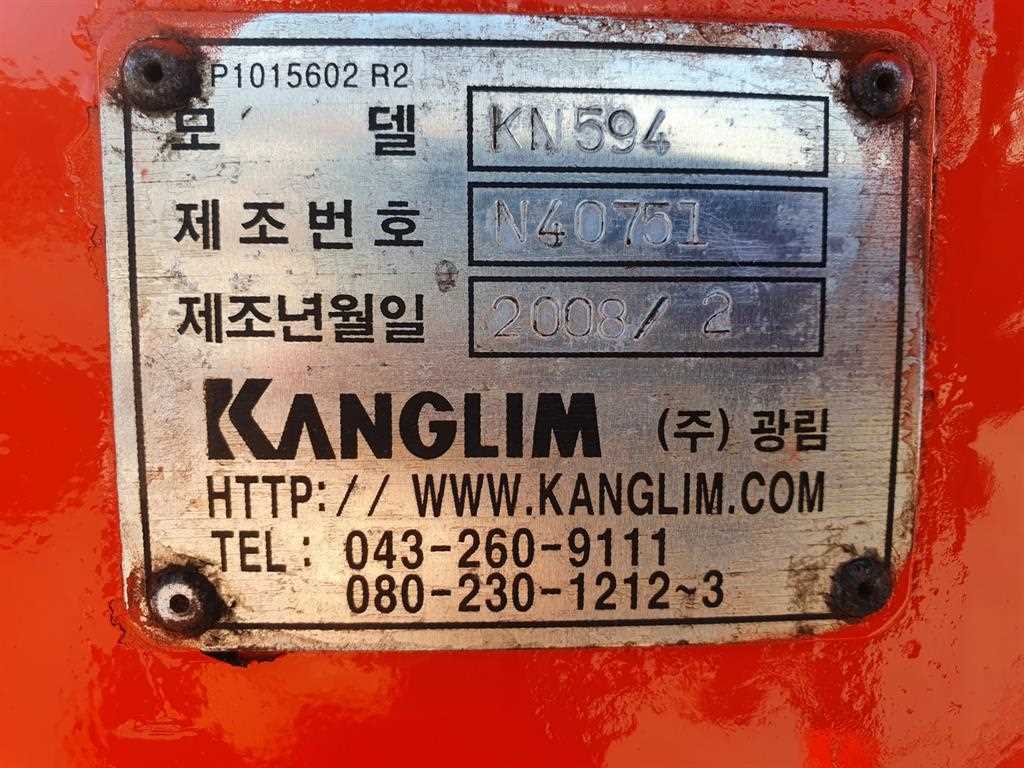 P1015602 R2
모 델 KN594
제조번호 N40751
제조년월일 2008/ 2
KANGLIM (주) 광림
HTTP:// WWW.KANGLIM.COM
TEL: 043-260-9111
080-230-1212~3